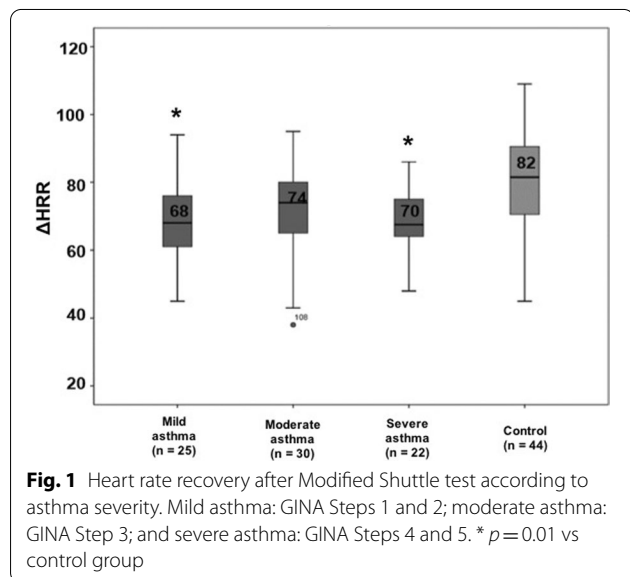 120
100
80
60
40
20
ΔHRR
*
*
68
74
70
82
108
Mild asthma (n = 25)
Moderate asthma (n = 30)
Severe asthma (n = 22)
Control (n = 44)
Fig. 1 Heart rate recovery after Modified Shuttle test according to
asthma severity. Mild asthma: GINA Steps 1 and 2; moderate asthma:
GINA Step 3; and severe asthma: GINA Steps 4 and 5. * p = 0.01 vs
control group